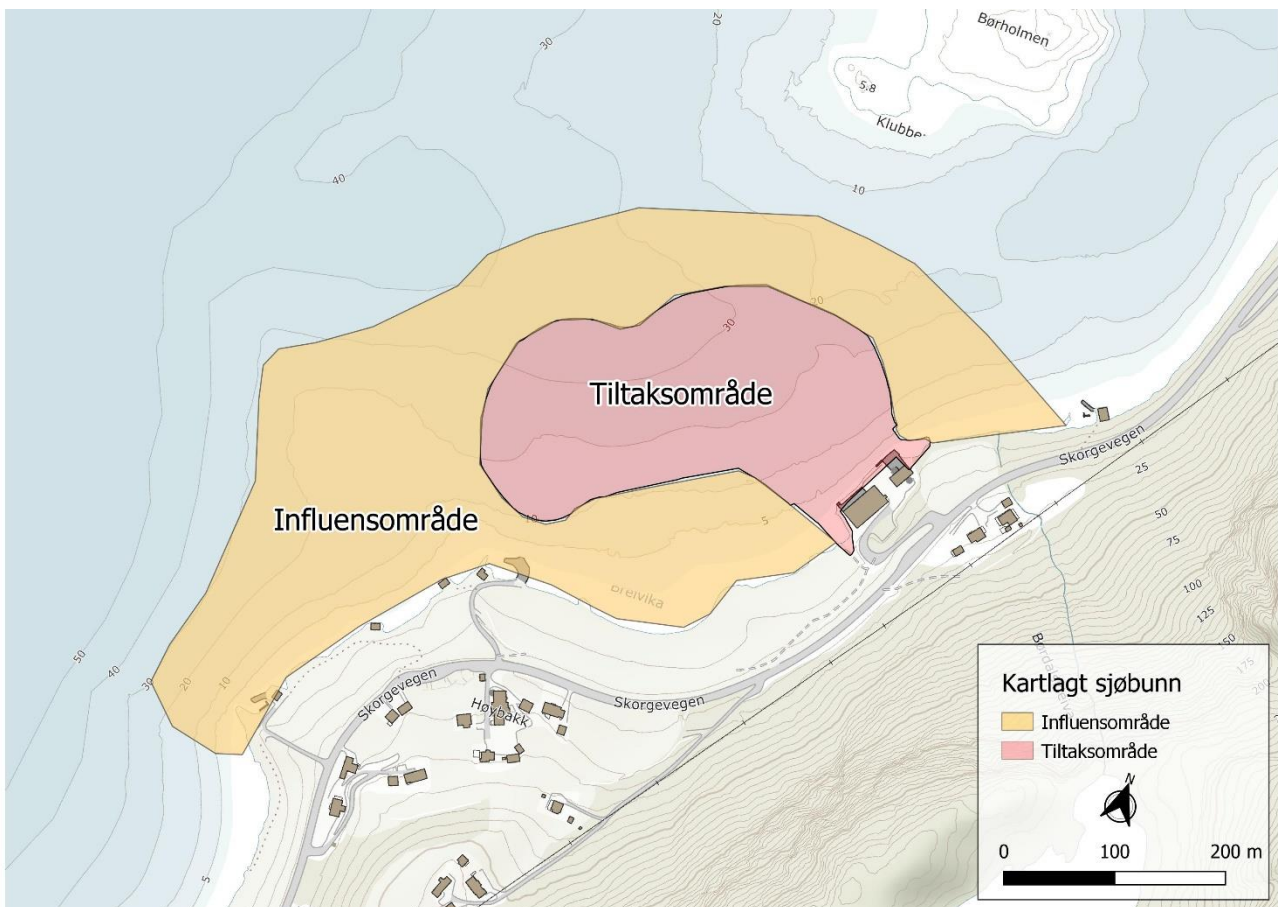 20
30
Børholmen
5,8
Klubbe
10
40
20
30
Tiltaksområde
Skorgevegen
25
Influensområde
10
5
50
75
Breivika
100
125
150
50
40
30
20
10
Skorgevegen
Høybakk
Skorgevegen
175
200
5
Kartlagt sjøbunn
Influensområde
Tiltaksområde
N
0 100 200 m